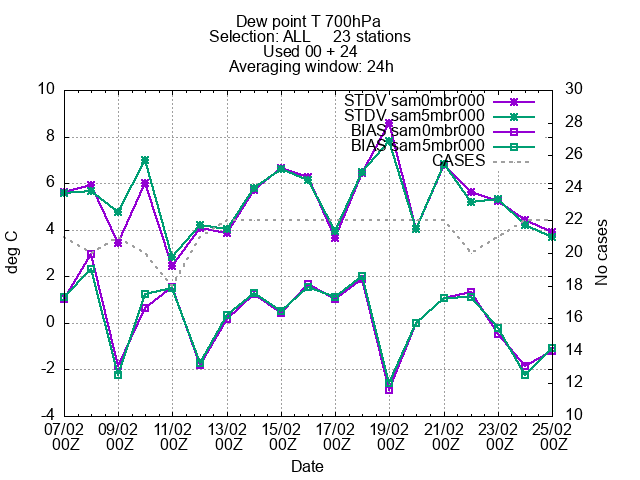 Dew point T 700hPa
Selection: ALL 23 stations
Used 00 + 24
Averaging window: 24h
deg C
10
8
6
4
2
0
-2
-4
STDV sam0mbr000
STDV sam5mbr000
BIAS sam0mbr000
BIAS sam5mbr000
CASES
30
28
26
24
22
20
18
16
14
12
10
No cases
07/02 09/02 11/02 13/02 15/02 17/02 19/02 21/02 23/02 25/02
00Z 00Z 00Z 00Z 00Z 00Z 00Z 00Z 00Z 00Z
Date